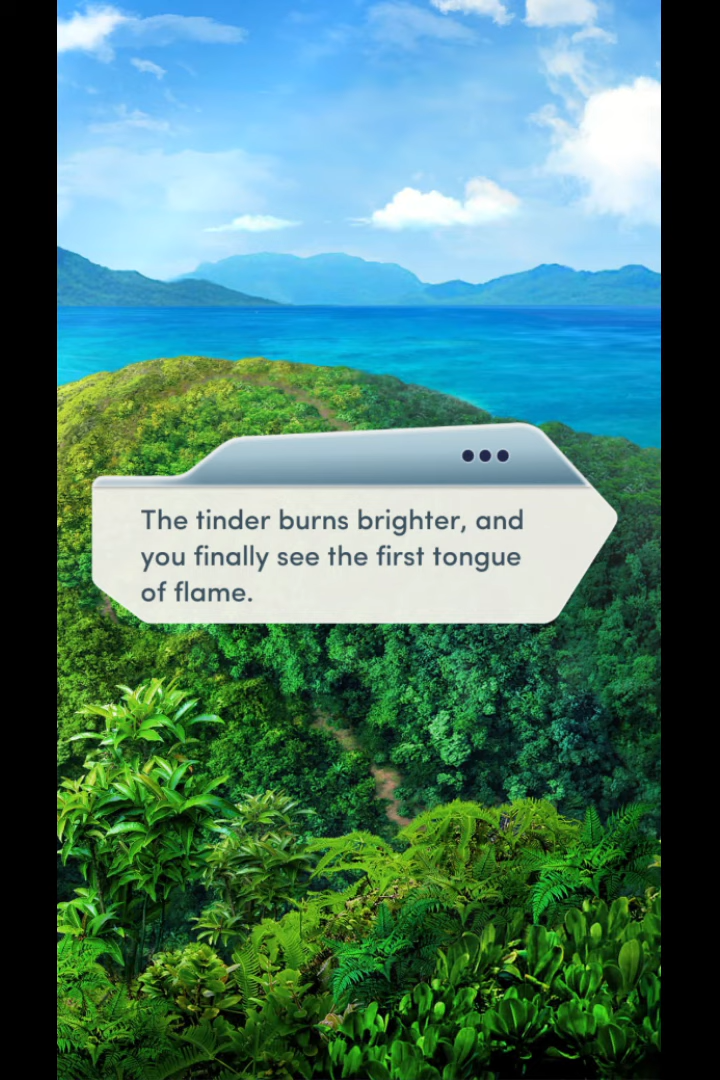 The tinder burns brighter, and
you finally see the first tongue
of flame.